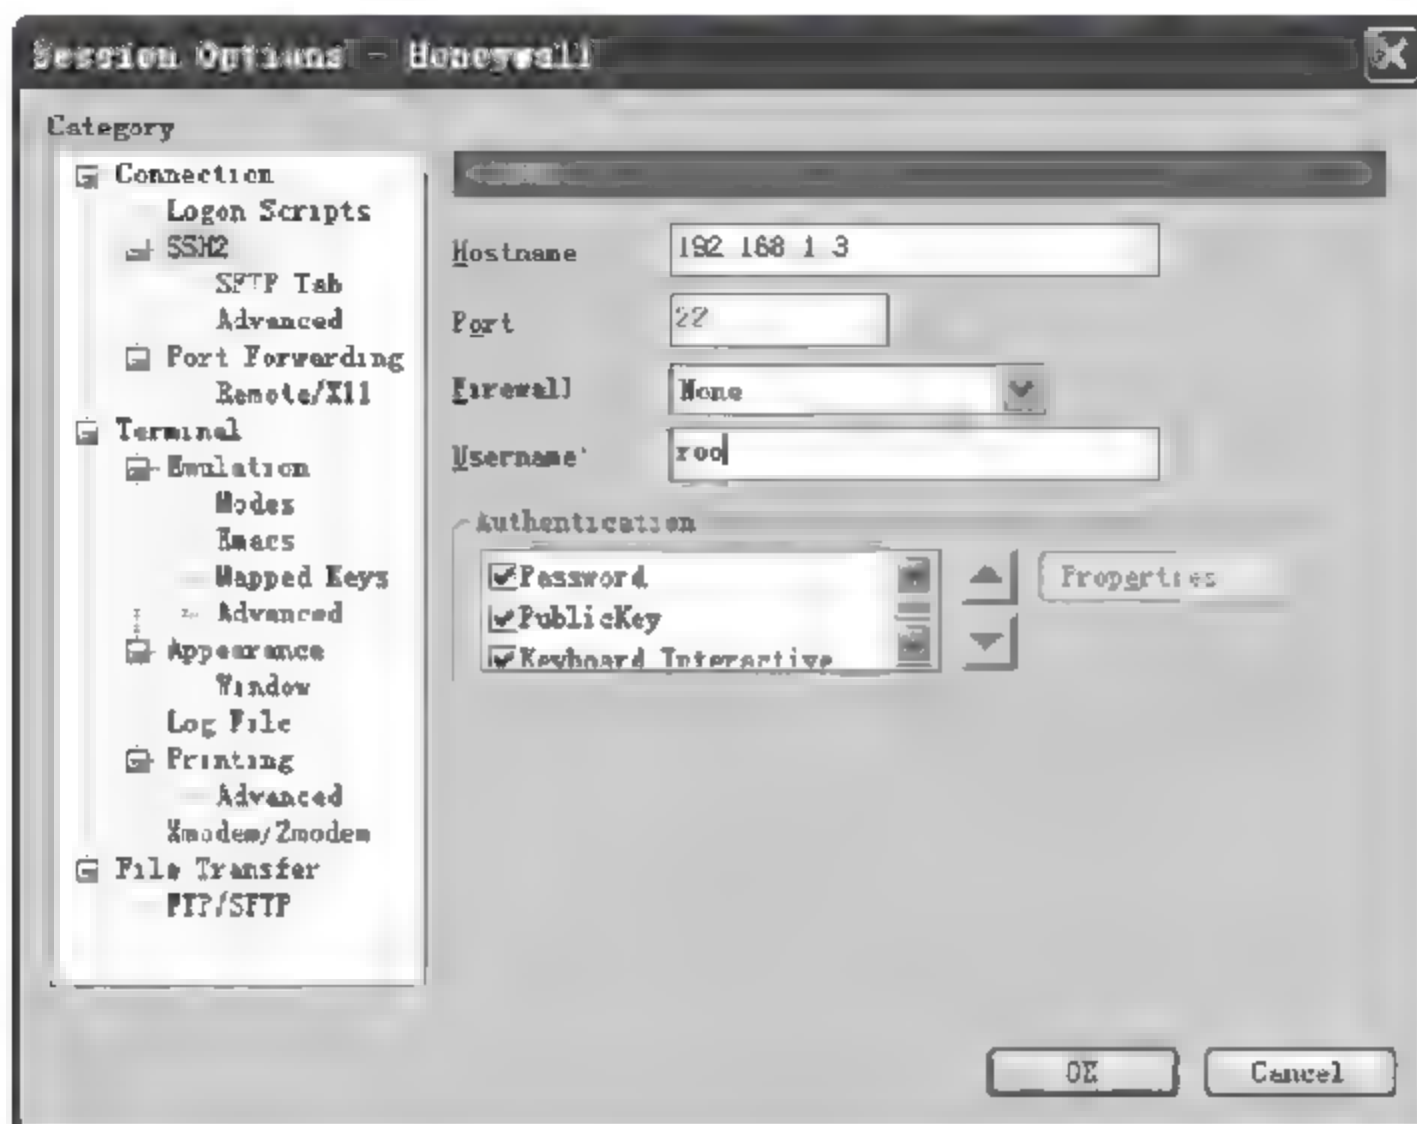 Session Options - Honeywall
Category
Connection
Logon Scripts
SSH2
SFTP Tab
Advanced
Port Forwarding
Remote/X11
Terminal
Emulation
Modes
Emacs
Mapped Keys
Advanced
Appearance
Window
Log File
Printing
Advanced
Xmodem/Zmodem
File Transfer
FTP/SFTP
Hostname 192 168 1 3
Port 22
Firewall None
Username: roo
Authentication
Password
PublicKey
Keyboard Interactive
Properties
OK Cancel